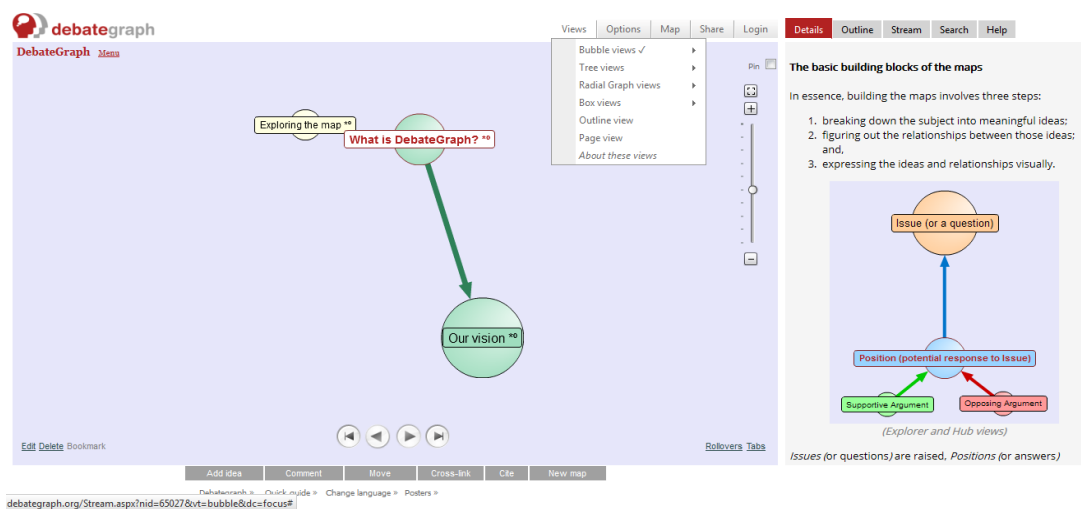 debategraph
Views Options Map Share Login
Details Outline Stream Search Help
DebateGraph Menu
Bubble views ✓
Tree views
Radial Graph views
Box views
Outline view
Page view
About these views
Pin
Exploring the map *º
What is DebateGraph? *º
Our vision *º
Edit Delete Bookmark
Rollovers Tabs
Add idea Comment Move Cross-link Cite New map
Debategraph » Quick guide » Change language » Posters »
debategraph.org/Stream.aspx?nid=65027&vt=bubble&dc=focus#
The basic building blocks of the maps
In essence, building the maps involves three steps:
1. breaking down the subject into meaningful ideas;
2. figuring out the relationships between those ideas;
and,
3. expressing the ideas and relationships visually.
Issue (or a question)
Position (potential response to Issue)
Supportive Argument
Opposing Argument
(Explorer and Hub views)
Issues (or questions) are raised, Positions (or answers)